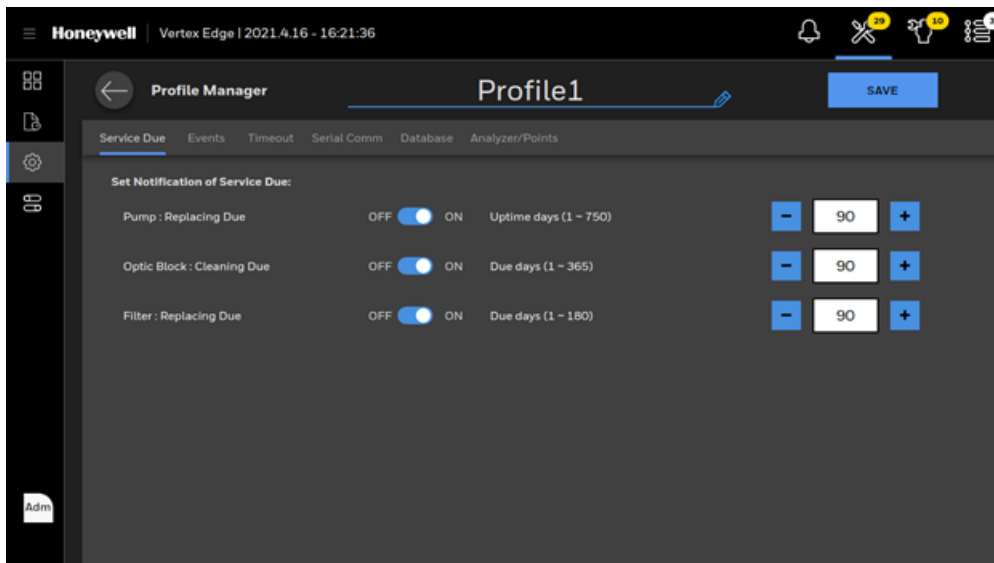 Honeywell Vertex Edge | 2021.4.16 - 16:21:36 29 10
Profile Manager Profile1 SAVE
Service Due Events Timeout Serial Comm Database Analyzer/Points
Set Notification of Service Due:
Pump : Replacing Due OFF ON Uptime days (1 ~ 750) - 90 +
Optic Block : Cleaning Due OFF ON Due days (1 ~ 365) - 90 +
Filter : Replacing Due OFF ON Due days (1 ~ 180) - 90 +
Adm